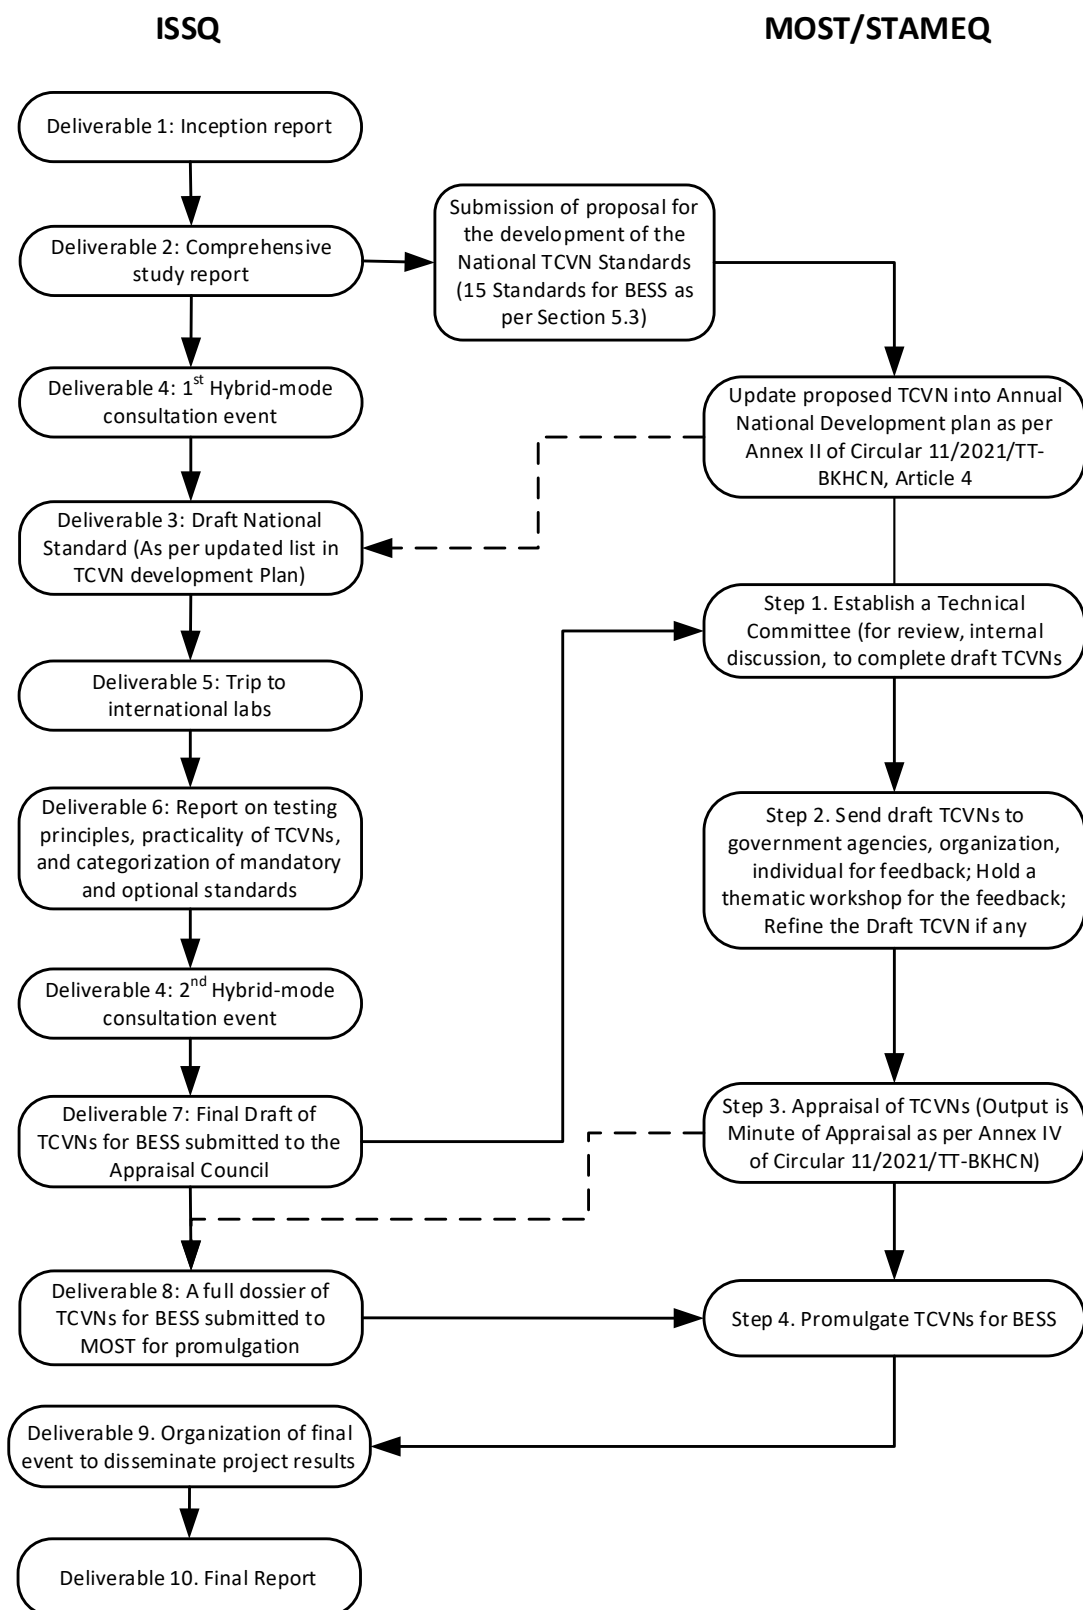 ISSQ
MOST/STAMEQ
Deliverable 1: Inception report
Deliverable 2: Comprehensive
study report
Submission of proposal for
the development of the
National TCVN Standards
(15 Standards for BESS as
per Section 5.3)
Deliverable 4: 1st Hybrid-mode
consultation event
Update proposed TCVN into Annual
National Development plan as per
Annex II of Circular 11/2021/TT-
BKHCN, Article 4
Deliverable 3: Draft National
Standard (As per updated list in
TCVN development Plan)
Step 1. Establish a Technical
Committee (for review, internal
discussion, to complete draft TCVNs
Deliverable 5: Trip to
international labs
Deliverable 6: Report on testing
principles, practicality of TCVNs,
and categorization of mandatory
and optional standards
Step 2. Send draft TCVNs to
government agencies, organization,
individual for feedback; Hold a
thematic workshop for the feedback;
Refine the Draft TCVN if any
Deliverable 4: 2nd Hybrid-mode
consultation event
Deliverable 7: Final Draft of
TCVNs for BESS submitted to the
Appraisal Council
Step 3. Appraisal of TCVNs (Output is
Minute of Appraisal as per Annex IV
of Circular 11/2021/TT-BKHCN)
Deliverable 8: A full dossier of
TCVNs for BESS submitted to
MOST for promulgation
Step 4. Promulgate TCVNs for BESS
Deliverable 9. Organization of final
event to disseminate project results
Deliverable 10. Final Report